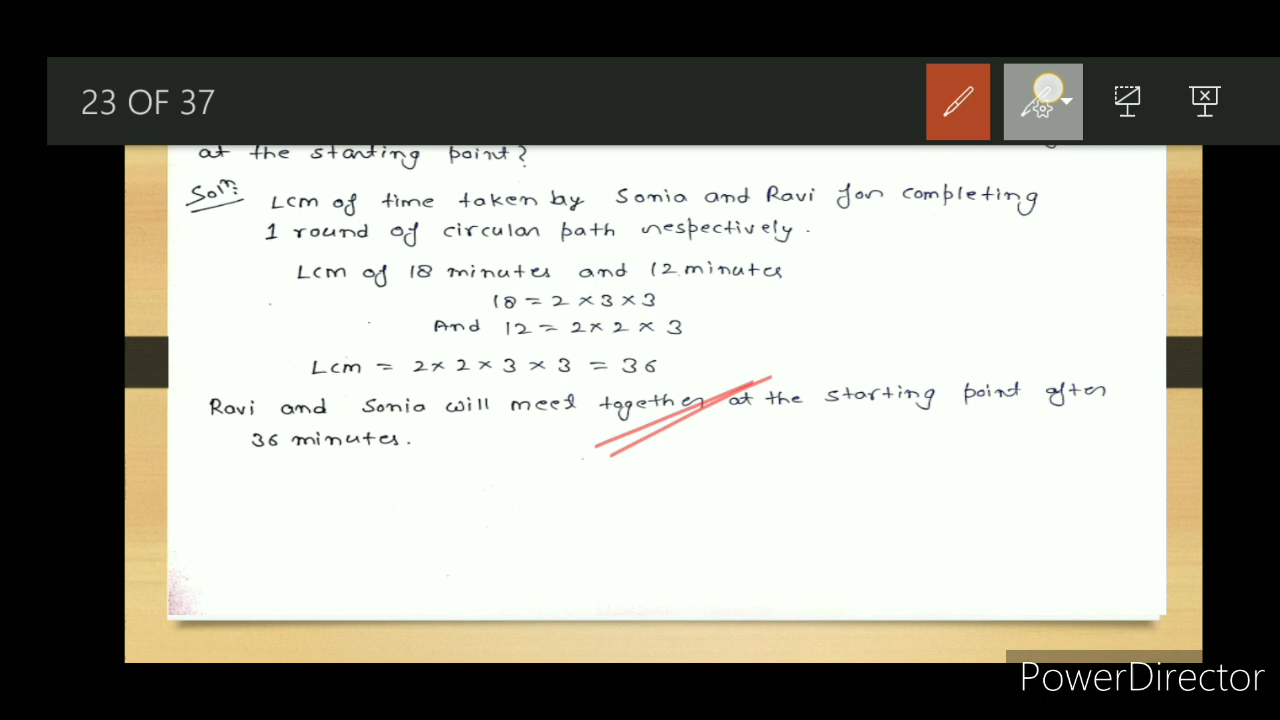 23 OF 37
at the starting point?
Soln:
Lcm of time taken by Sonia and Ravi for completing
1 round of circular path respectively.
Lcm of 18 minutes and 12 minutes
18 = 2 × 3 × 3
And 12 = 2 × 2 × 3
Lcm = 2 × 2 × 3 × 3 = 36
Ravi and Sonia will meet together at the starting point after
36 minutes.
PowerDirector